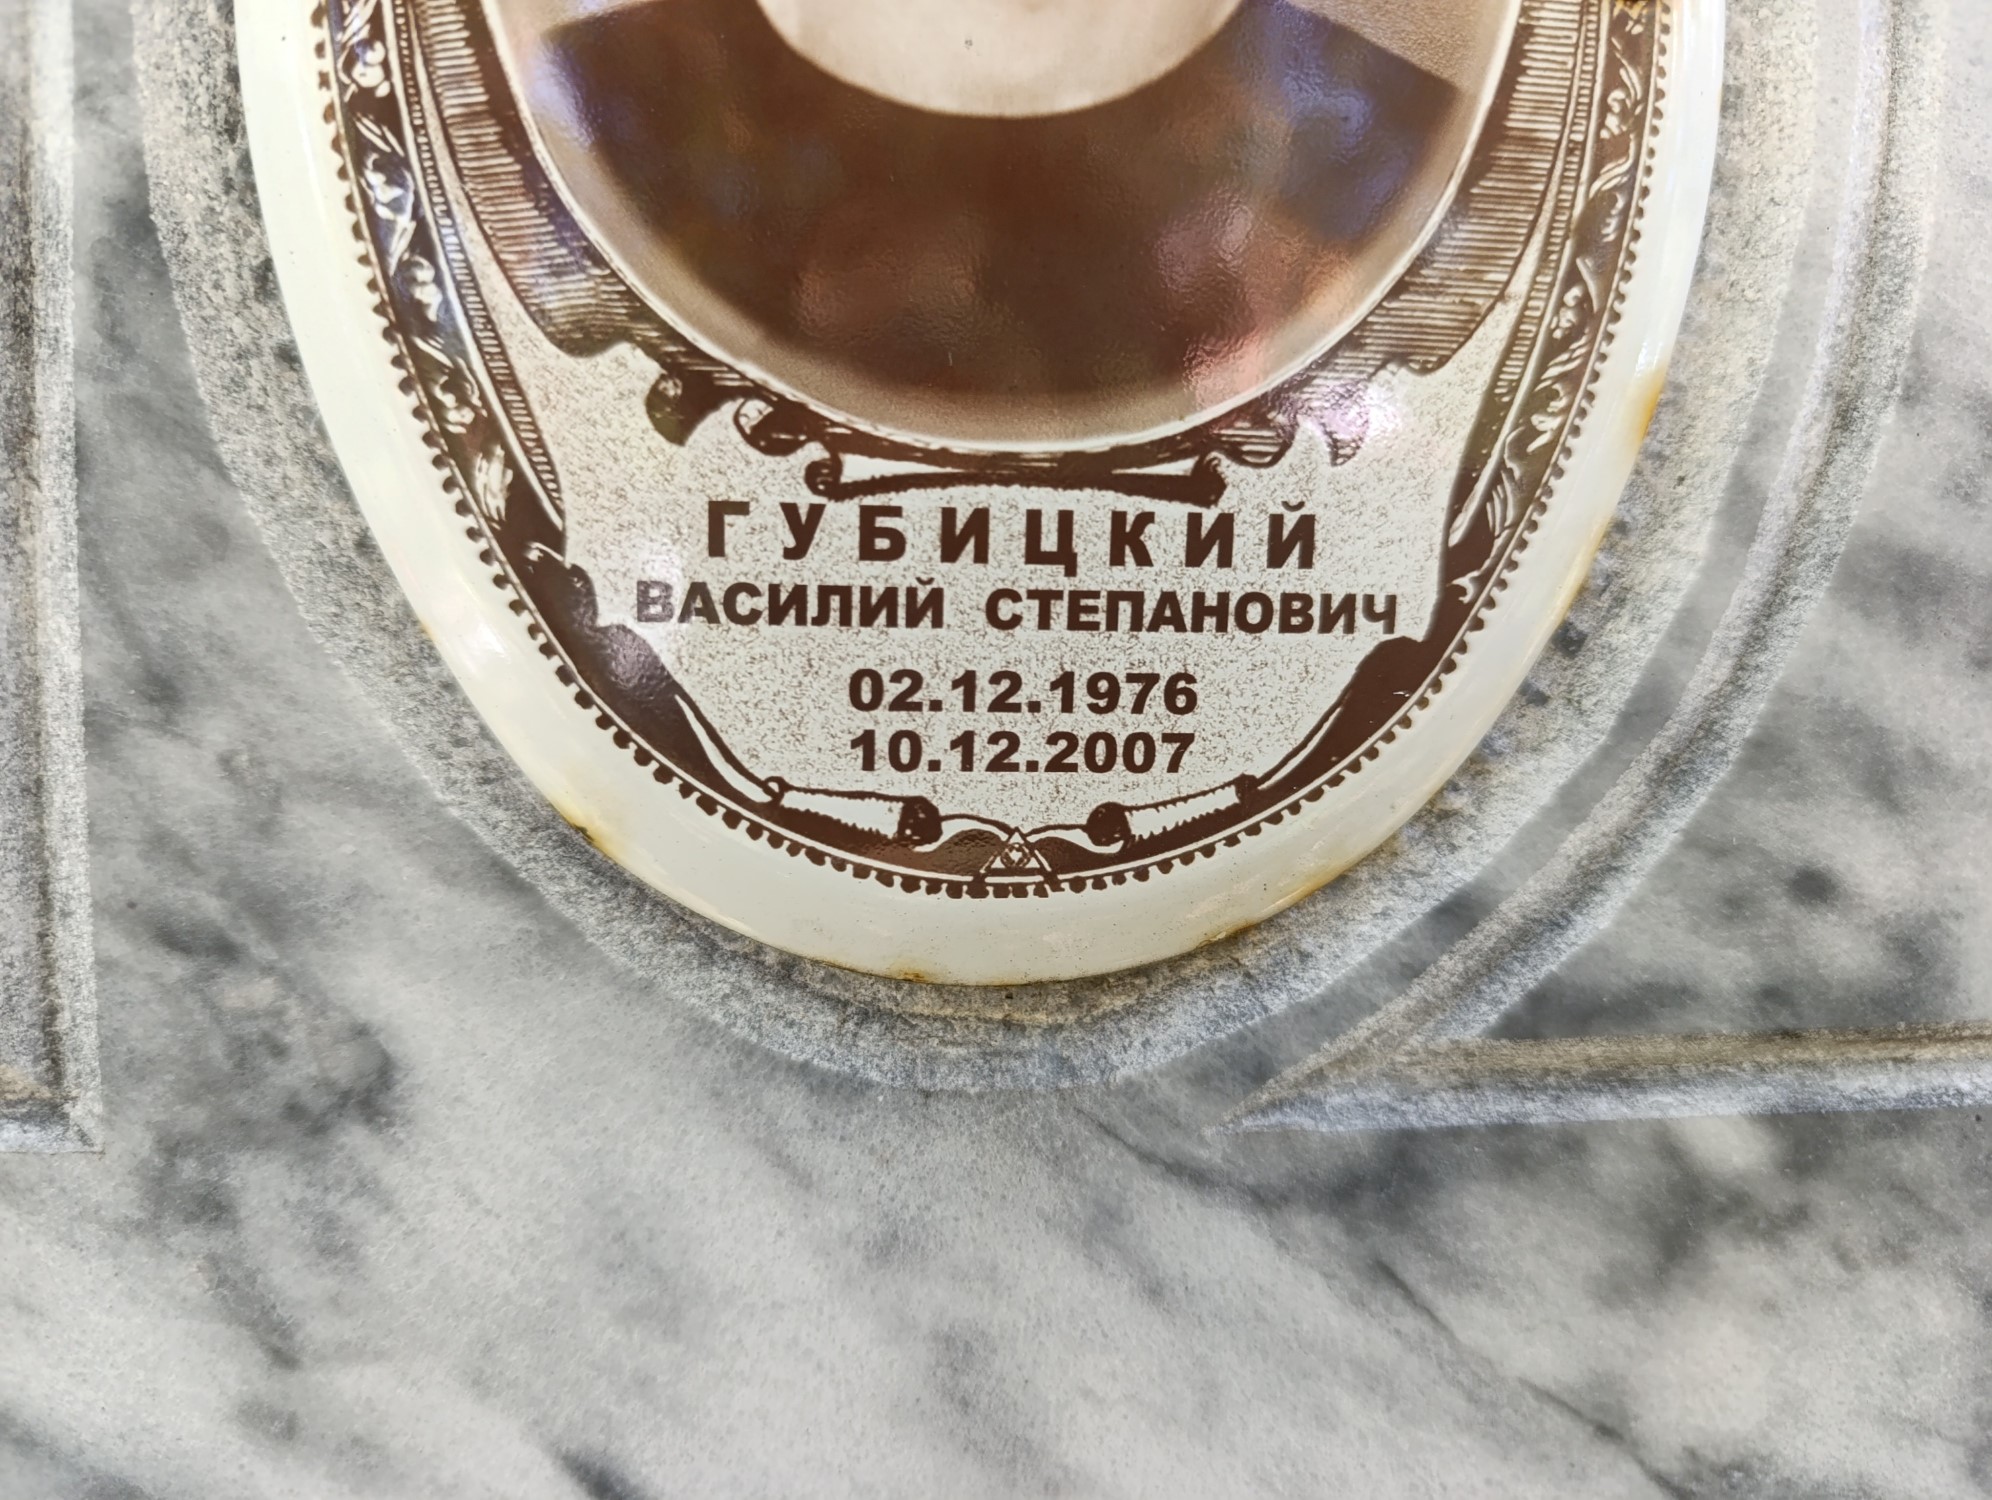 ГУБИЦКИЙ
ВАСИЛИЙ СТЕПАНОВИЧ
02.12.1976
10.12.2007